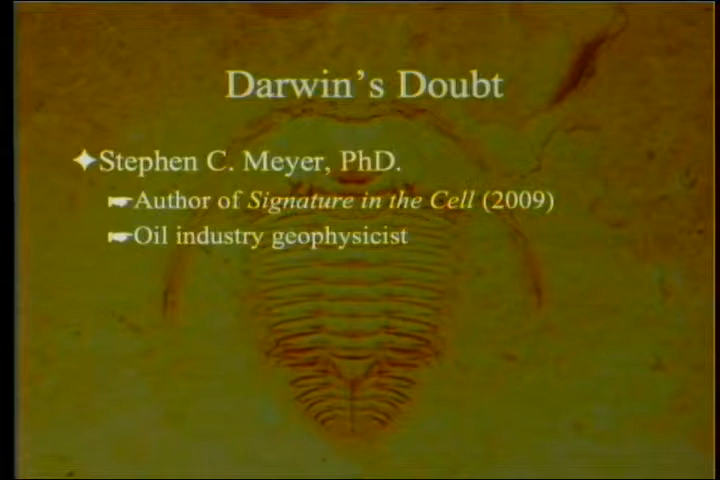 Darwin's Doubt
Stephen C. Meyer, PhD.
Author of Signature in the Cell (2009)
Oil industry geophysicist